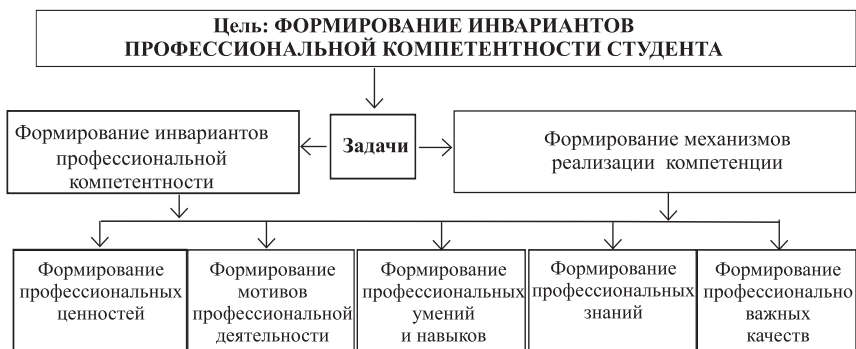 Цель: ФОРМИРОВАНИЕ ИНВАРИАНТОВ
ПРОФЕССИОНАЛЬНОЙ КОМПЕТЕНТНОСТИ СТУДЕНТА
Формирование инвариантов
профессиональной
компетентности
Задачи
Формирование механизмов
реализации компетенции
Формирование
профессиональных
ценностей
Формирование
мотивов
профессиональной
деятельности
Формирование
профессиональных
умений
и навыков
Формирование
профессиональных
знаний
Формирование
профессионально
важных
качеств